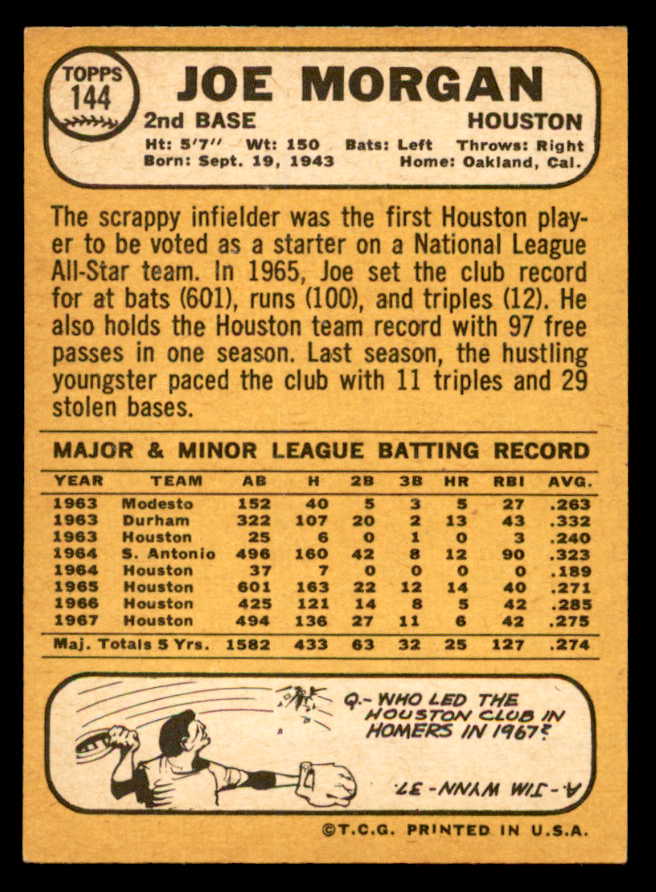 TOPPS
144
JOE MORGAN
2nd BASE HOUSTON
Ht: 5'7" Wt: 150 Bats: Left Throws: Right
Born: Sept. 19, 1943 Home: Oakland, Cal.
The scrappy infielder was the first Houston play-
er to be voted as a starter on a National League
All-Star team. In 1965, Joe set the club record
for at bats (601), runs (100), and triples (12). He
also holds the Houston team record with 97 free
passes in one season. Last season, the hustling
youngster paced the club with 11 triples and 29
stolen bases.
MAJOR & MINOR LEAGUE BATTING RECORD
YEAR TEAM AB H 2B 3B HR RBI AVG.
1963 Modesto 152 40 5 3 5 27 .263
1963 Durham 322 107 20 2 13 43 .332
1963 Houston 25 6 0 1 0 3 .240
1964 S. Antonio 496 160 42 8 12 90 .323
1964 Houston 37 7 0 0 0 0 .189
1965 Houston 601 163 22 12 14 40 .271
1966 Houston 425 121 14 8 5 42 .285
1967 Houston 494 136 27 11 6 42 .275
Maj. Totals 5 Yrs. 1582 433 63 32 25 127 .274
Q.- WHO LED THE
HOUSTON CLUB IN
HOMERS IN 1967?
A.- JIM WYNN - 37.
©T.C.G. PRINTED IN U.S.A.